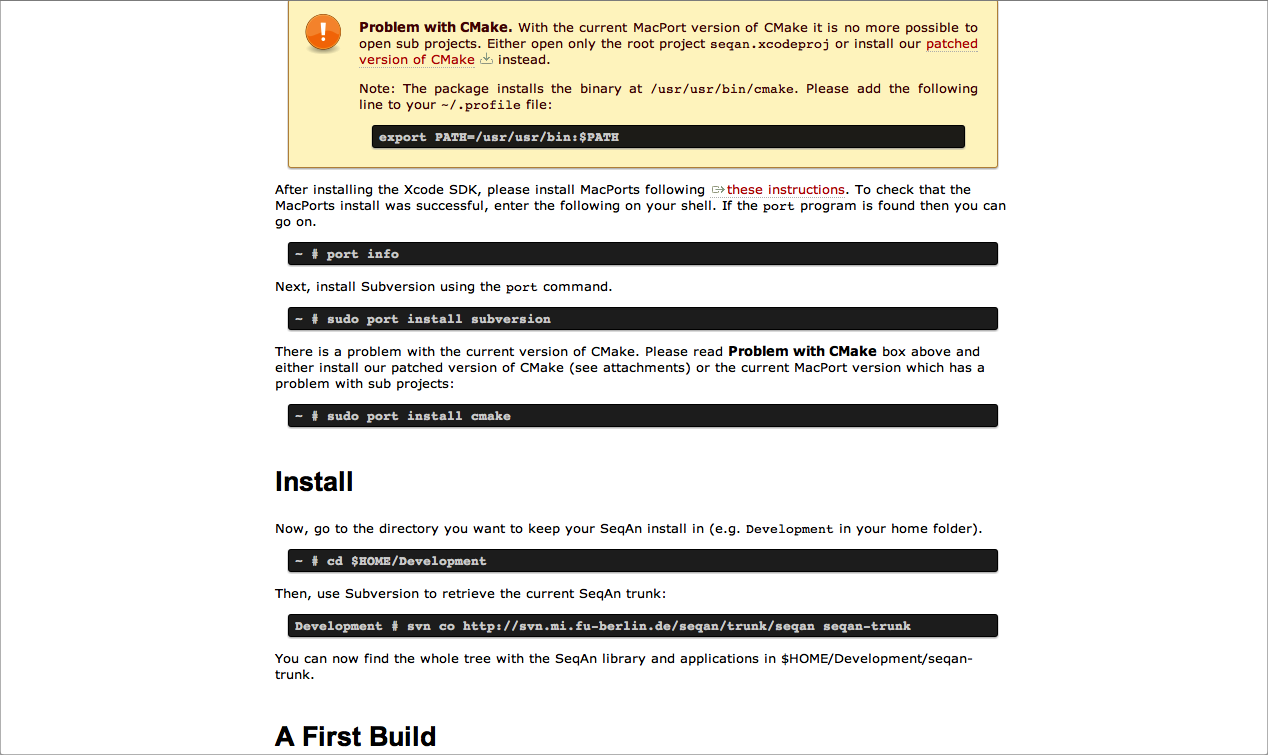 Problem with CMake. With the current MacPort version of CMake it is no more possible to
open sub projects. Either open only the root project seqan.xcodeproj or install our patched
version of CMake instead.
Note: The package installs the binary at /usr/usr/bin/cmake. Please add the following
line to your ~/.profile file:
export PATH=/usr/usr/bin:$PATH
After installing the Xcode SDK, please install MacPorts following these instructions. To check that the
MacPorts install was successful, enter the following on your shell. If the port program is found then you can
go on.
~ # port info
Next, install Subversion using the port command.
~ # sudo port install subversion
There is a problem with the current version of CMake. Please read Problem with CMake box above and
either install our patched version of CMake (see attachments) or the current MacPort version which has a
problem with sub projects:
~ # sudo port install cmake
Install
Now, go to the directory you want to keep your SeqAn install in (e.g. Development in your home folder).
~ # cd $HOME/Development
Then, use Subversion to retrieve the current SeqAn trunk:
Development # svn co http://svn.mi.fu-berlin.de/seqan/trunk/seqan seqan-trunk
You can now find the whole tree with the SeqAn library and applications in $HOME/Development/seqan-
trunk.
A First Build